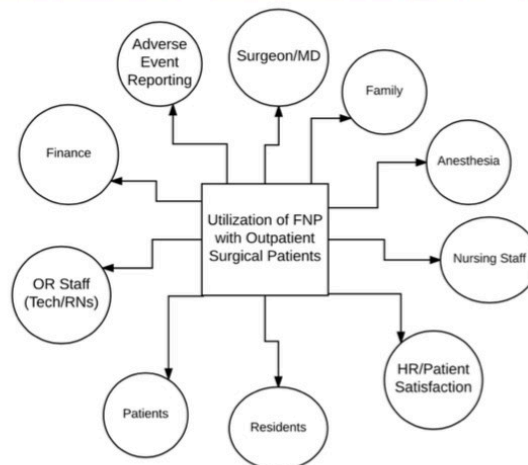 Adverse
Event
Reporting
Surgeon/MD
Family
Finance
Anesthesia
Utilization of FNP
with Outpatient
Surgical Patients
Nursing Staff
OR Staff
(Tech/RNs)
HR/Patient
Satisfaction
Patients
Residents